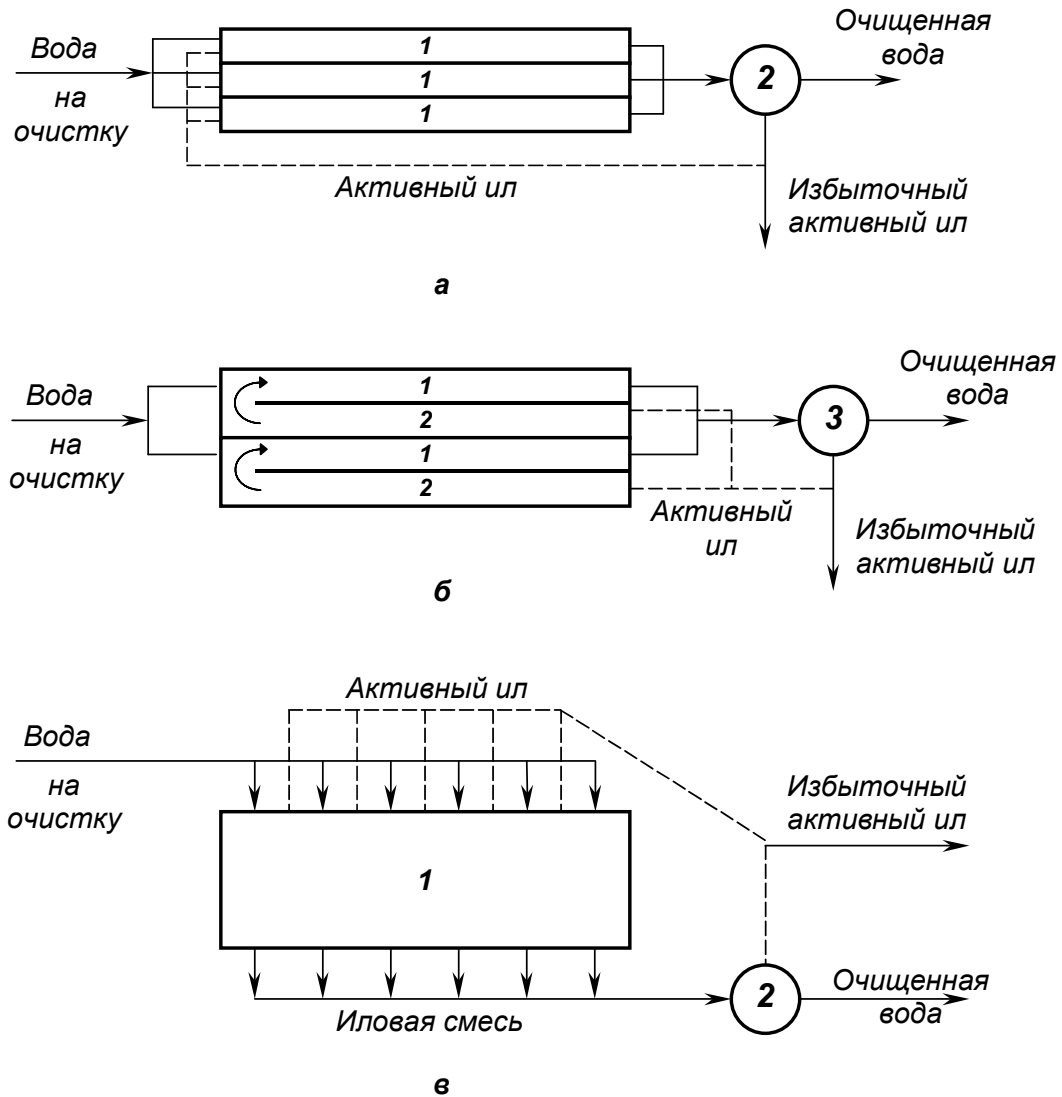 Вода
на
очистку
1
1
1
2
Очищенная
вода
Активный ил
Избыточный
активный ил
а
Вода
на
очистку
1
2
1
2
3
Очищенная
вода
Активный
ил
Избыточный
активный ил
б
Активный ил
Вода
на
очистку
1
Избыточный
активный ил
2
Очищенная
вода
Иловая смесь
в